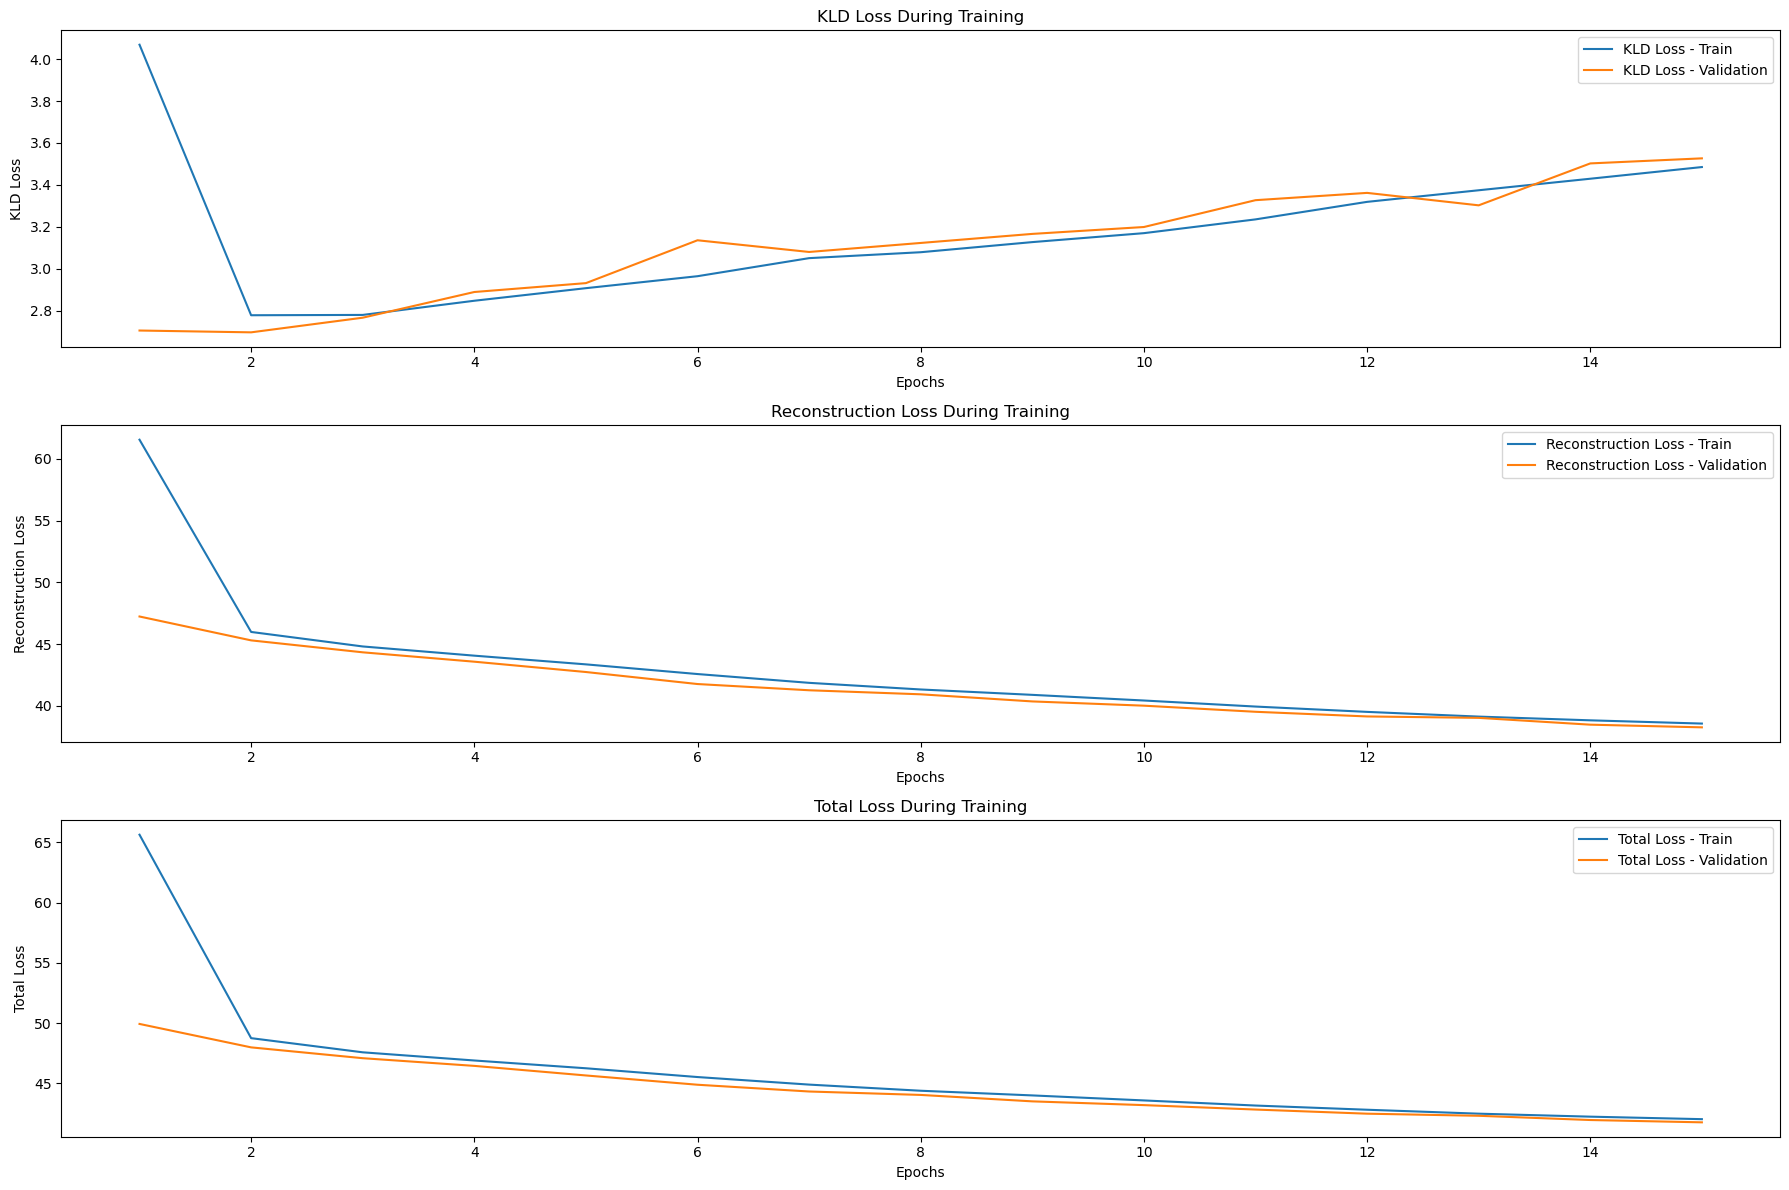 KLD Loss During Training
KLD Loss - Train
KLD Loss - Validation
KLD Loss
4.0
3.8
3.6
3.4
3.2
3.0
2.8
2 4 6 8 10 12 14
Epochs
Reconstruction Loss During Training
Reconstruction Loss - Train
Reconstruction Loss - Validation
Reconstruction Loss
60
55
50
45
40
2 4 6 8 10 12 14
Epochs
Total Loss During Training
Total Loss - Train
Total Loss - Validation
Total Loss
65
60
55
50
45
2 4 6 8 10 12 14
Epochs